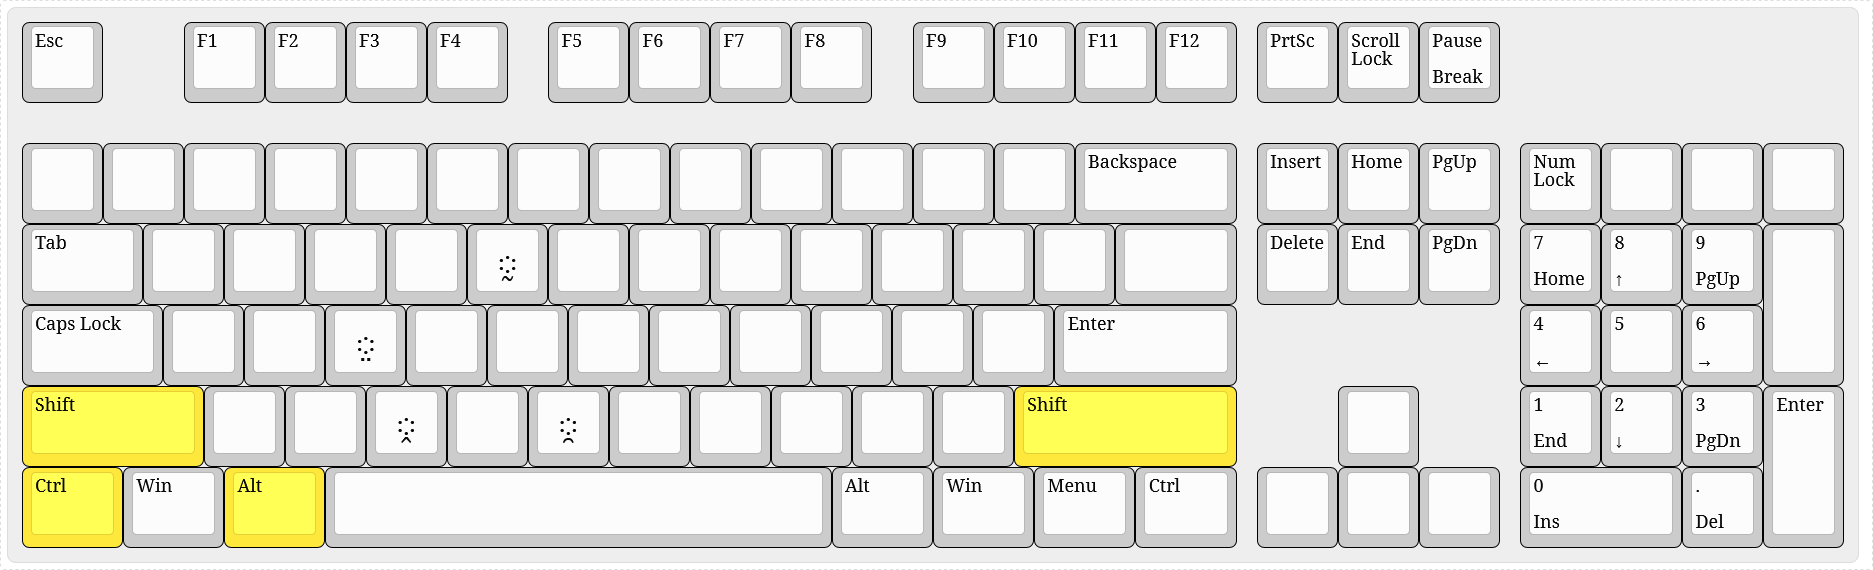 Esc F1 F2 F3 F4 F5 F6 F7 F8 F9 F10 F11 F12 PrtSc Scroll Pause
Lock
Break
Backspace Insert Home PgUp Num
Lock
Tab Delete End PgDn 7 8 9
◌̰ Home ↑ PgUp
Caps Lock Enter 4 5 6
◌̤ ← →
Shift Shift 1 2 3 Enter
◌̭ ◌̯ End ↓ PgDn
Ctrl Win Alt Alt Win Menu Ctrl 0 .
Ins Del